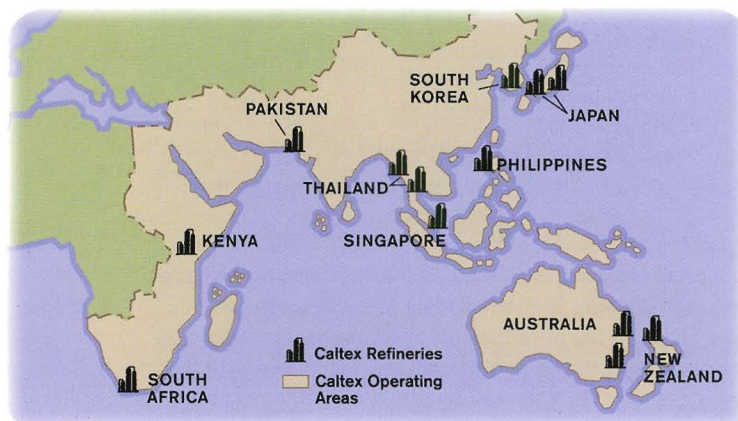 SOUTH
KOREA
JAPAN
PAKISTAN
PHILIPPINES
THAILAND
SINGAPORE
KENYA
AUSTRALIA
NEW
ZEALAND
SOUTH
AFRICA
Caltex Refineries
Caltex Operating
Areas